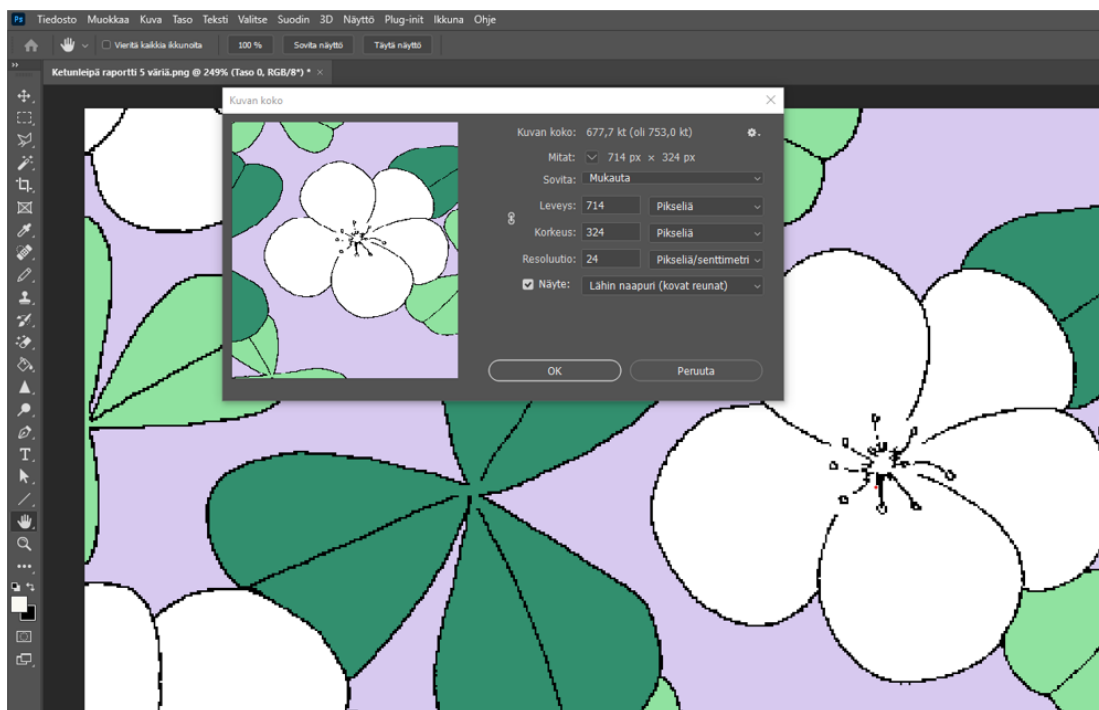 Ps Tiedosto Muokkaa Kuva Taso Teksti Valitse Suodin 3D Näyttö Plug-init Ikkuna Ohje
Vieritä kaikkia ikkunoita 100 % Sovita näyttö Täytä näyttö
Ketunleipä raportti 5 väriä.png @ 249% (Taso 0, RGB/8*) * ×
Kuvan koko
Kuvan koko: 677,7 kt (oli 753,0 kt)
Mitat: 714 px × 324 px
Sovita: Mukauta
Leveys: 714 Pikseliä
Korkeus: 324 Pikseliä
Resoluutio: 24 Pikseliä/senttimetri
Näyte: Lähin naapuri (kovat reunat)
OK Peruuta